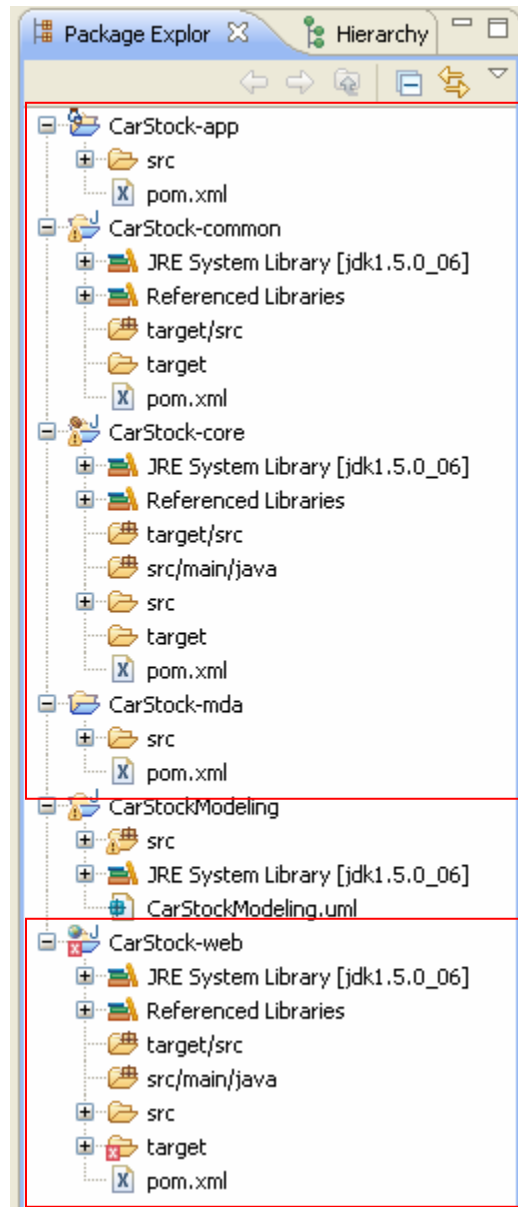 Package Explor Hierarchy
CarStock-app
src
pom.xml
CarStock-common
JRE System Library [jdk1.5.0_06]
Referenced Libraries
target/src
target
pom.xml
CarStock-core
JRE System Library [jdk1.5.0_06]
Referenced Libraries
target/src
src/main/java
src
target
pom.xml
CarStock-mda
src
pom.xml
CarStockModeling
src
JRE System Library [jdk1.5.0_06]
CarStockModeling.uml
CarStock-web
JRE System Library [jdk1.5.0_06]
Referenced Libraries
target/src
src/main/java
src
target
pom.xml